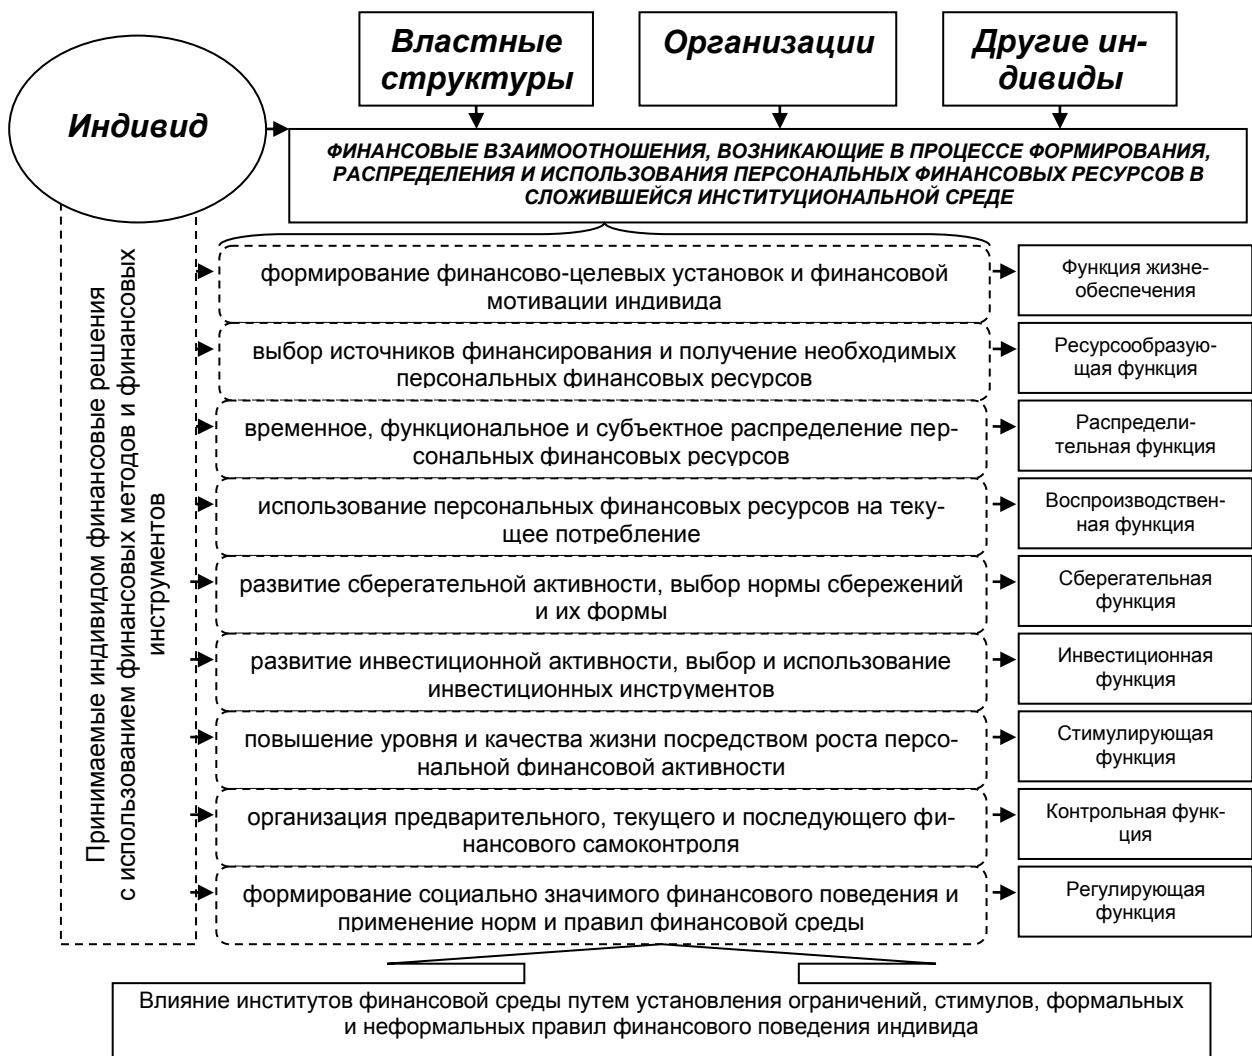 Властные
структуры
Организации
Другие ин-
дивиды
Индивид
ФИНАНСОВЫЕ ВЗАИМООТНОШЕНИЯ, ВОЗНИКАЮЩИЕ В ПРОЦЕССЕ ФОРМИРОВАНИЯ,
РАСПРЕДЕЛЕНИЯ И ИСПОЛЬЗОВАНИЯ ПЕРСОНАЛЬНЫХ ФИНАНСОВЫХ РЕСУРСОВ В
СЛОЖИВШЕЙСЯ ИНСТИТУЦИОНАЛЬНОЙ СРЕДЕ
Принимаемые индивидом финансовые решения
с использованием финансовых методов и финансовых
инструментов
формирование финансово-целевых установок и финансовой
мотивации индивида
Функция жизне-
обеспечения
выбор источников финансирования и получение необходимых
персональных финансовых ресурсов
Ресурсообразую-
щая функция
временное, функциональное и субъектное распределение пер-
сональных финансовых ресурсов
Распредели-
тельная функция
использование персональных финансовых ресурсов на теку-
щее потребление
Воспроизводствен-
ная функция
развитие сберегательной активности, выбор нормы сбережений
и их формы
Сберегательная
функция
развитие инвестиционной активности, выбор и использование
инвестиционных инструментов
Инвестиционная
функция
повышение уровня и качества жизни посредством роста персо-
нальной финансовой активности
Стимулирующая
функция
организация предварительного, текущего и последующего фи-
нансового самоконтроля
Контрольная функ-
ция
формирование социально значимого финансового поведения и
применение норм и правил финансовой среды
Регулирующая
функция
Влияние институтов финансовой среды путем установления ограничений, стимулов, формальных
и неформальных правил финансового поведения индивида